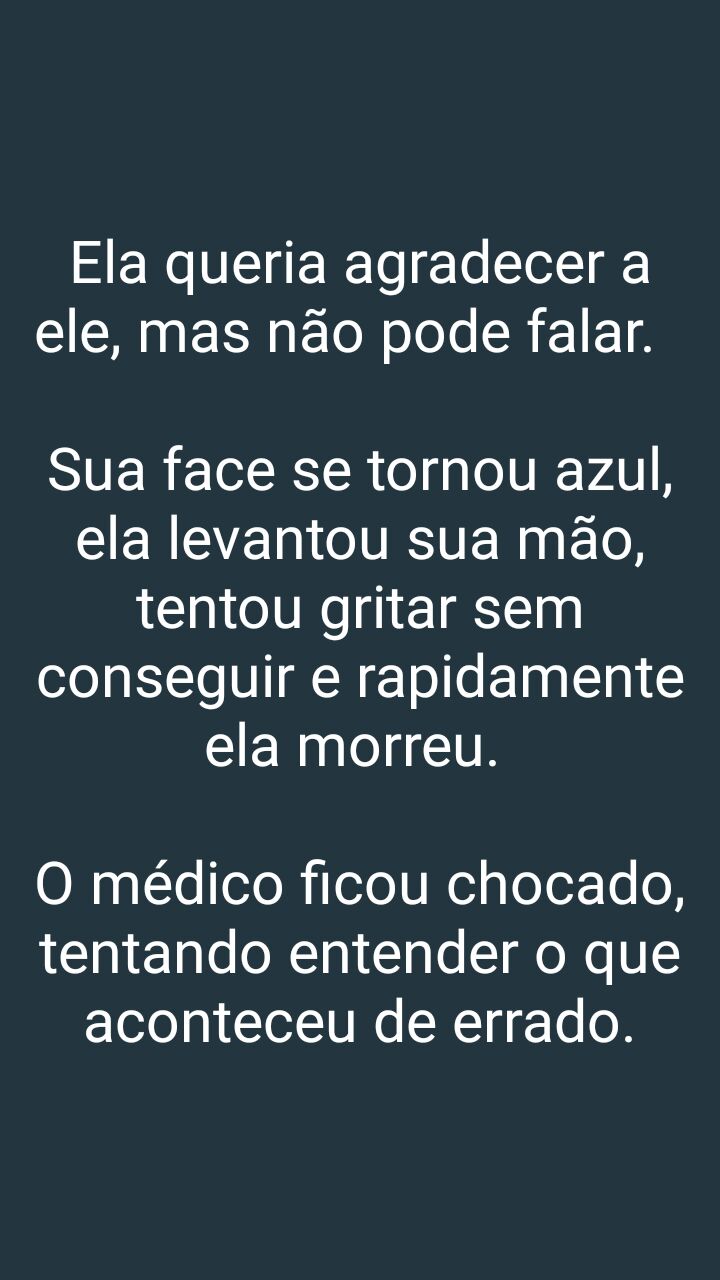 Ela queria agradecer a
ele, mas não pode falar.
Sua face se tornou azul,
ela levantou sua mão,
tentou gritar sem
conseguir e rapidamente
ela morreu.
O médico ficou chocado,
tentando entender o que
aconteceu de errado.